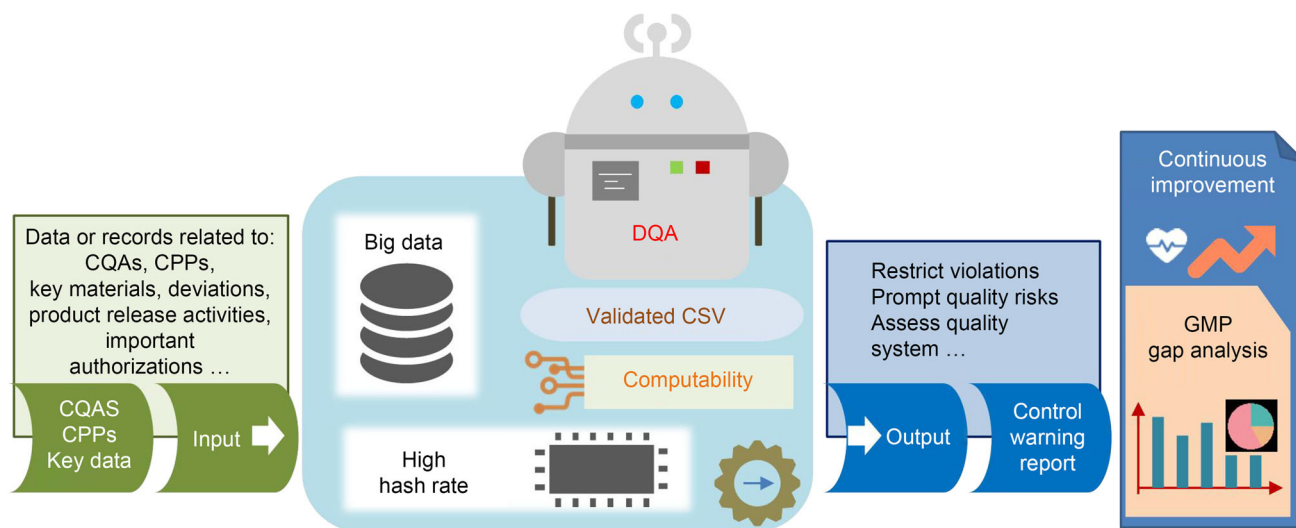 Data or records related to:
CQAs, CPPs,
key materials, deviations,
product release activities,
important
authorizations …
CQAS
CPPs
Key data
Input
Big data
DQA
Validated CSV
Computability
High
hash rate
Restrict violations
Prompt quality risks
Assess quality
system …
Output
Control
warning
report
Continuous
improvement
GMP
gap analysis